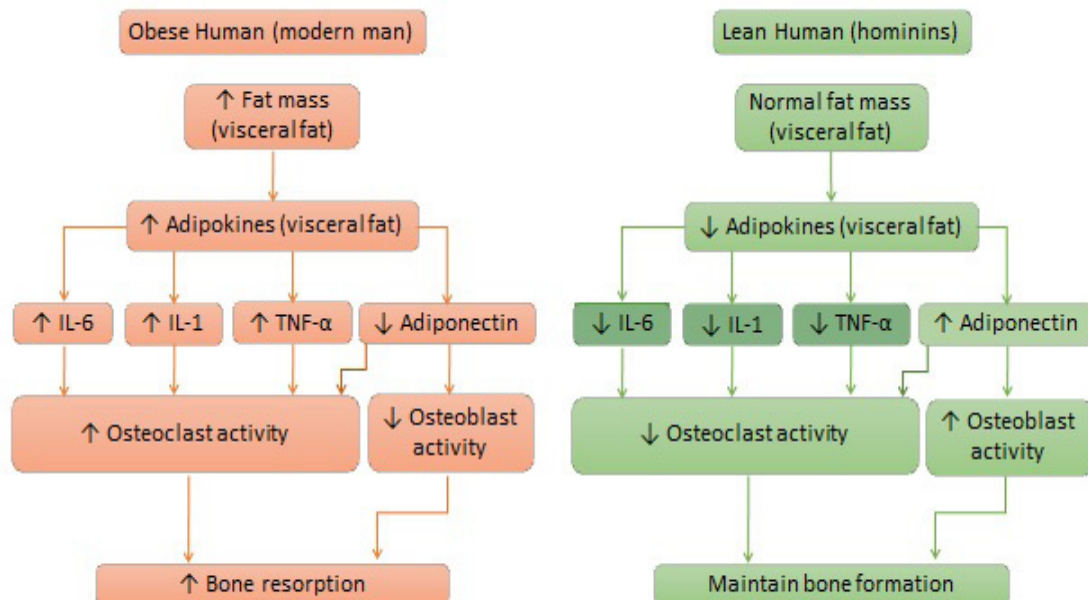 Obese Human (modern man)
↑ Fat mass
(visceral fat)
↑ Adipokines (visceral fat)
↑ IL-6
↑ IL-1
↑ TNF-α
↓ Adiponectin
↑ Osteoclast activity
↓ Osteoblast
activity
↑ Bone resorption
Lean Human (hominins)
Normal fat mass
(visceral fat)
↓ Adipokines (visceral fat)
↓ IL-6
↓ IL-1
↓ TNF-α
↑ Adiponectin
↓ Osteoclast activity
↑ Osteoblast
activity
Maintain bone formation